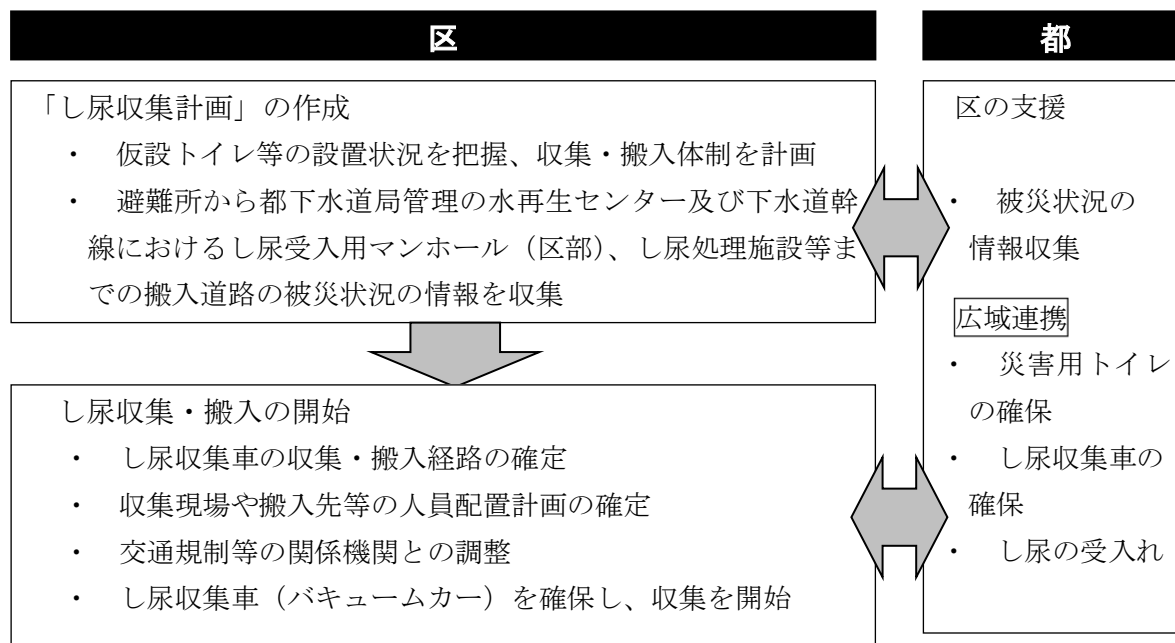 区
「し尿収集計画」の作成
・ 仮設トイレ等の設置状況を把握、収集・搬入体制を計画
・ 避難所から都下水道局管理の水再生センター及び下水道幹
線におけるし尿受入用マンホール（区部）、し尿処理施設等ま
での搬入道路の被災状況の情報を収集
し尿収集・搬入の開始
・ し尿収集車の収集・搬入経路の確定
・ 収集現場や搬入先等の人員配置計画の確定
・ 交通規制等の関係機関との調整
・ し尿収集車（バキュームカー）を確保し、収集を開始
都
区の支援
・ 被災状況の
情報収集
広域連携
・ 災害用トイレ
の確保
・ し尿収集車の
確保
・ し尿の受入れ